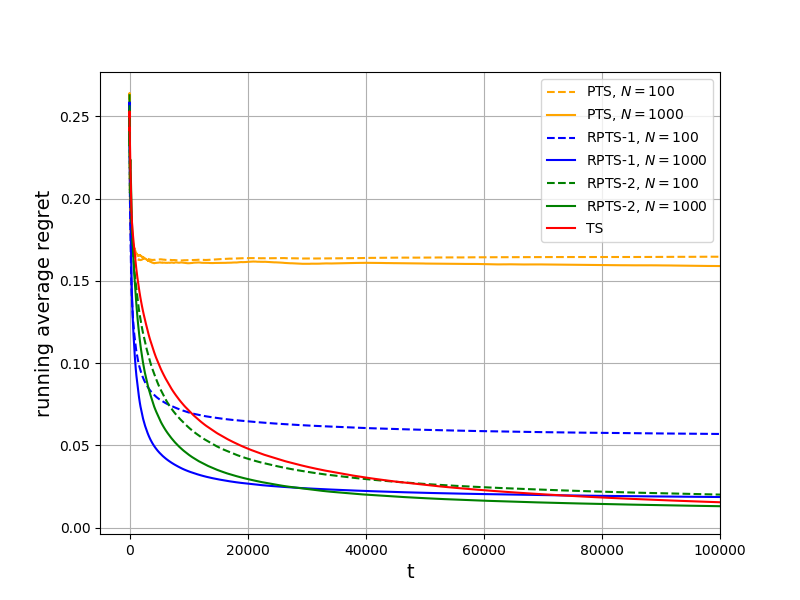 PTS, N = 100
PTS, N = 1000
RPTS-1, N = 100
RPTS-1, N = 1000
RPTS-2, N = 100
RPTS-2, N = 1000
TS
running average regret
0.25
0.20
0.15
0.10
0.05
0.00
0 20000 40000 60000 80000 100000
t